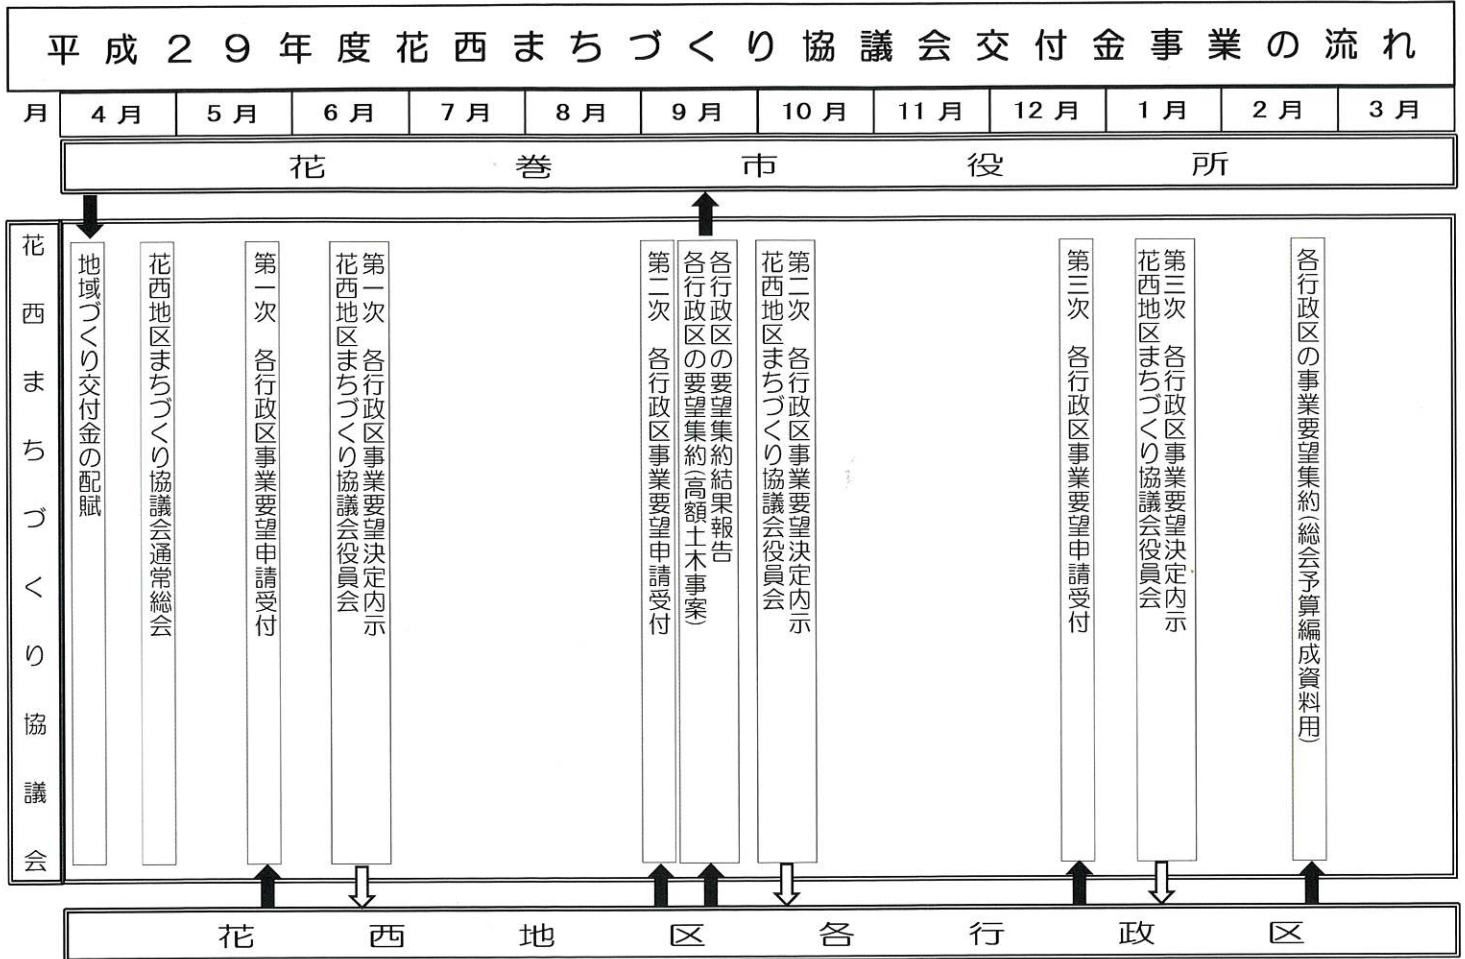 平成29年度花西まちづくり協議会交付金事業の流れ
月 4月 5月 6月 7月 8月 9月 10月 11月 12月 1月 2月 3月
花巻市役所
花西まちづくり協議会
地域づくり交付金の配賦
花西地区まちづくり協議会通常総会
第一次 各行政区事業要望申請受付
第一次 各行政区事業要望決定内示
花西地区まちづくり協議会役員会
第二次 各行政区事業要望申請受付
各行政区の要望集約結果報告
各行政区の要望集約(高額土木事案)
第二次 各行政区事業要望決定内示
花西地区まちづくり協議会役員会
第三次 各行政区事業要望申請受付
第三次 各行政区事業要望決定内示
花西地区まちづくり協議会役員会
各行政区の事業要望集約(総会予算編成資料用)
花西地区各行政区